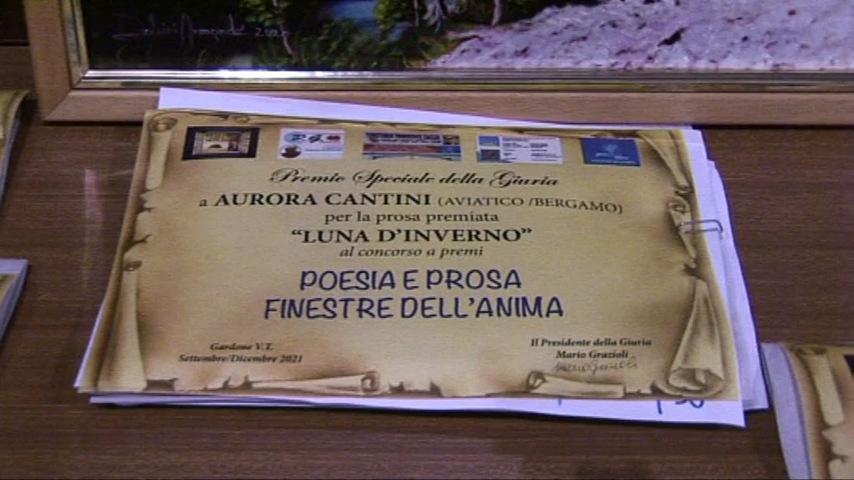 Premio Speciale della Giuria
a AURORA CANTINI (AVIATICO /BERGAMO)
per la prosa premiata
"LUNA D'INVERNO"
al concorso a premi
POESIA E PROSA
FINESTRE DELL'ANIMA
Gardone V.T.
Settembre/Dicembre 2021
Il Presidente della Giuria
Mario Grazioli